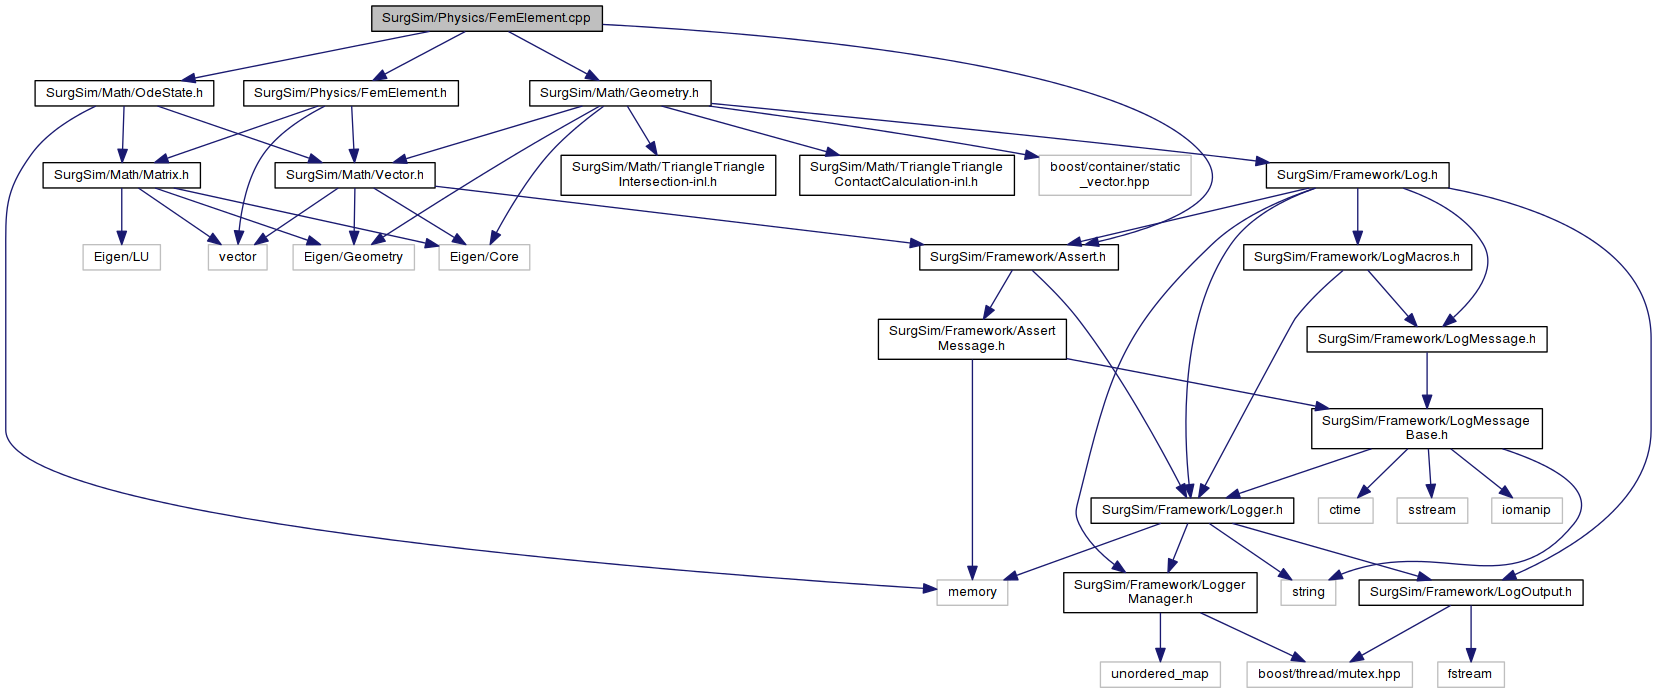 SurgSim/Physics/FemElement.cpp
SurgSim/Math/OdeState.h
SurgSim/Physics/FemElement.h
SurgSim/Math/Geometry.h
SurgSim/Math/Matrix.h
SurgSim/Math/Vector.h
SurgSim/Math/TriangleTriangle
Intersection-inl.h
SurgSim/Math/TriangleTriangle
ContactCalculation-inl.h
boost/container/static
_vector.hpp
SurgSim/Framework/Log.h
Eigen/LU
vector
Eigen/Geometry
Eigen/Core
SurgSim/Framework/Assert.h
SurgSim/Framework/LogMacros.h
SurgSim/Framework/Assert
Message.h
SurgSim/Framework/LogMessage.h
SurgSim/Framework/LogMessage
Base.h
SurgSim/Framework/Logger.h
ctime
sstream
iomanip
memory
SurgSim/Framework/Logger
Manager.h
string
SurgSim/Framework/LogOutput.h
unordered_map
boost/thread/mutex.hpp
fstream